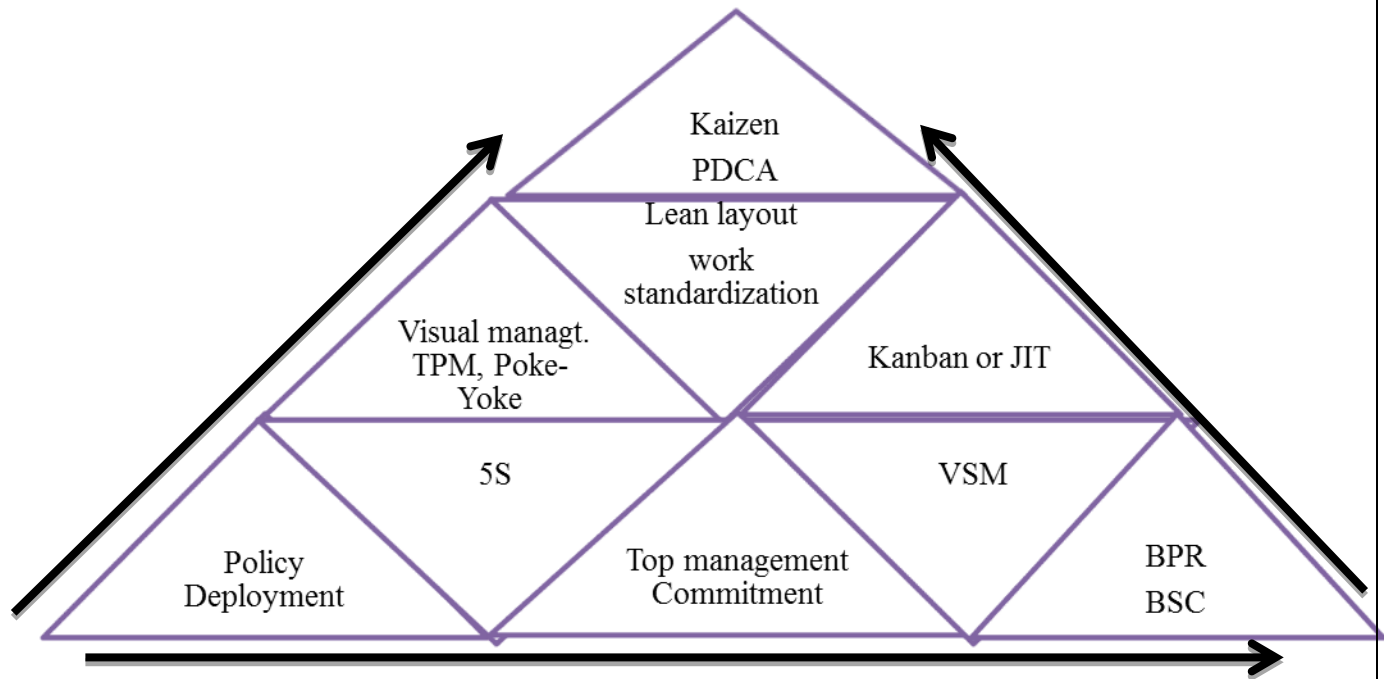 Kaizen
PDCA
Lean layout
work
standardization
Visual managt.
TPM, Poke-
Yoke
Kanban or JIT
5S
VSM
Policy
Deployment
Top management
Commitment
BPR
BSC